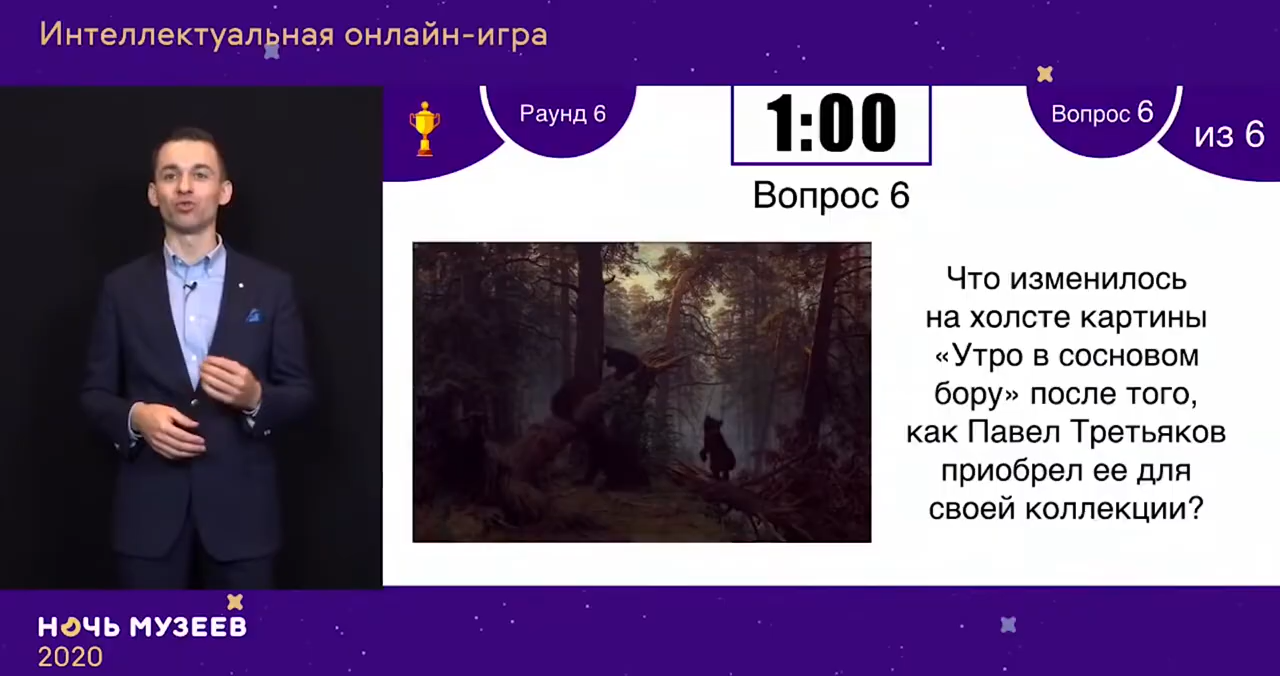 Интеллектуальная онлайн-игра
Раунд 6
1:00
Вопрос 6
из 6
Вопрос 6
Что изменилось
на холсте картины
«Утро в сосновом
бору» после того,
как Павел Третьяков
приобрел ее для
своей коллекции?
НОЧЬ МУЗЕЕВ
2020